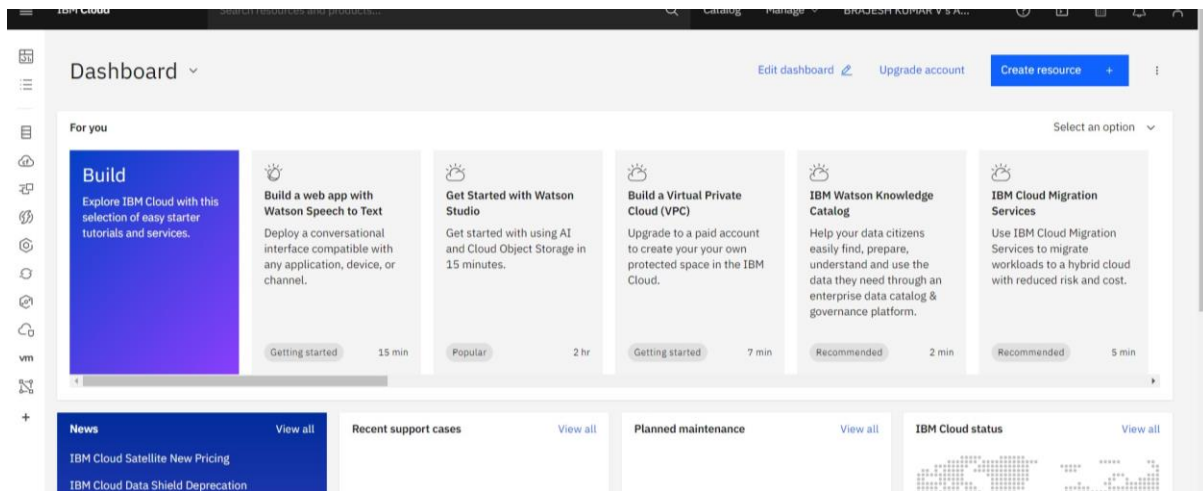 IBM Cloud
Search resources and products...
Catalog
Manage
BRAJESH KUMAR V's A...
Dashboard
Edit dashboard
Upgrade account
Create resource +
For you
Select an option
Build
Explore IBM Cloud with this
selection of easy starter
tutorials and services.
Build a web app with
Watson Speech to Text
Deploy a conversational
interface compatible with
any application, device, or
channel.
Getting started
15 min
Get Started with Watson
Studio
Get started with using AI
and Cloud Object Storage in
15 minutes.
Popular
2 hr
Build a Virtual Private
Cloud (VPC)
Upgrade to a paid account
to create your your own
protected space in the IBM
Cloud.
Getting started
7 min
IBM Watson Knowledge
Catalog
Help your data citizens
easily find, prepare,
understand and use the
data they need through an
enterprise data catalog &
governance platform.
Recommended
2 min
IBM Cloud Migration
Services
Use IBM Cloud Migration
Services to migrate
workloads to a hybrid cloud
with reduced risk and cost.
Recommended
5 min
vm
+
News
View all
IBM Cloud Satellite New Pricing
IBM Cloud Data Shield Deprecation
Recent support cases
View all
Planned maintenance
View all
IBM Cloud status
View all